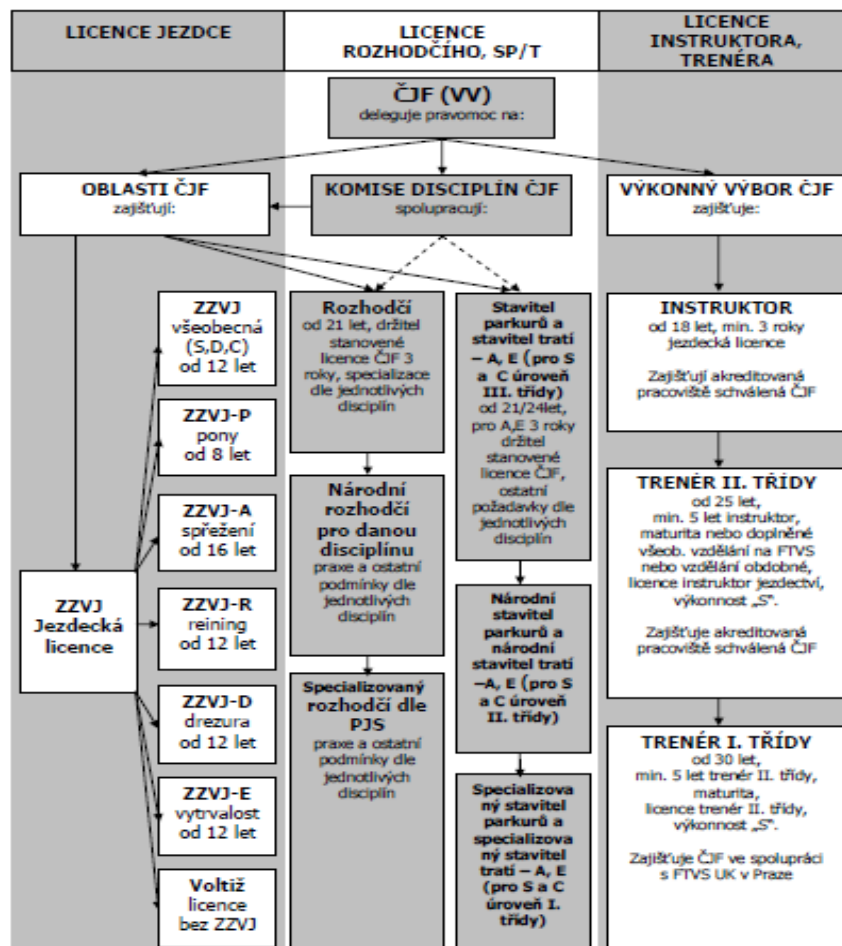 LICENCE JEZDCE
LICENCE
ROZHODČÍHO, SP/T
LICENCE
INSTRUKTORA,
TRENÉRA
ČJF (VV)
deleguje pravomoc na:
OBLASTI ČJF
zajišťují:
KOMISE DISCIPLÍN ČJF
spolupracují:
VÝKONNÝ VÝBOR ČJF
zajišťuje:
ZZVJ
Jezdecká
licence
ZZVJ
všeobecná
(S,D,C)
od 12 let
ZZVJ-P
pony
od 8 let
ZZVJ-A
spřežení
od 16 let
ZZVJ-R
reining
od 12 let
ZZVJ-D
drezura
od 12 let
ZZVJ-E
vytrvalost
od 12 let
Voltiž
licence
bez ZZVJ
Rozhodčí
od 21 let, držitel
stanovené
licence ČJF 3
roky, specializace
dle jednotlivých
disciplín
Národní
rozhodčí
pro danou
disciplínu
praxe a ostatní
podmínky dle
jednotlivých
disciplín
Specializovaný
rozhodčí dle
PJS
praxe a ostatní
podmínky dle
jednotlivých
disciplín
Stavitel
parkurů a
stavitel tratí
– A, E (pro S
a C úroveň
III. třídy)
od 21/24let,
pro A,E 3 roky
držitel
stanovené
licence ČJF,
ostatní
požadavky dle
jednotlivých
disciplín
Národní
stavitel
parkurů a
národní
stavitel tratí
–A, E (pro S
a C úroveň
II. třídy)
Specializova
ný stavitel
parkurů a
specializova
ný stavitel
tratí – A, E
(pro S a C
úroveň I.
třídy)
INSTRUKTOR
od 18 let, min. 3 roky
jezdecká licence
Zajišťují akreditovaná
pracoviště schválená ČJF
TRENÉR II. TŘÍDY
od 25 let,
min. 5 let instruktor,
maturita nebo doplněné
všeob. vzdělání na FTVS
nebo vzdělání obdobné,
licence instruktor jezdectví,
výkonnost „S“.
Zajišťuje akreditovaná
pracoviště schválená ČJF
TRENÉR I. TŘÍDY
od 30 let,
min. 5 let trenér II. třídy,
maturita,
licence trenér II. třídy,
výkonnost „S“.
Zajišťuje ČJF ve spolupráci
s FTVS UK v Praze